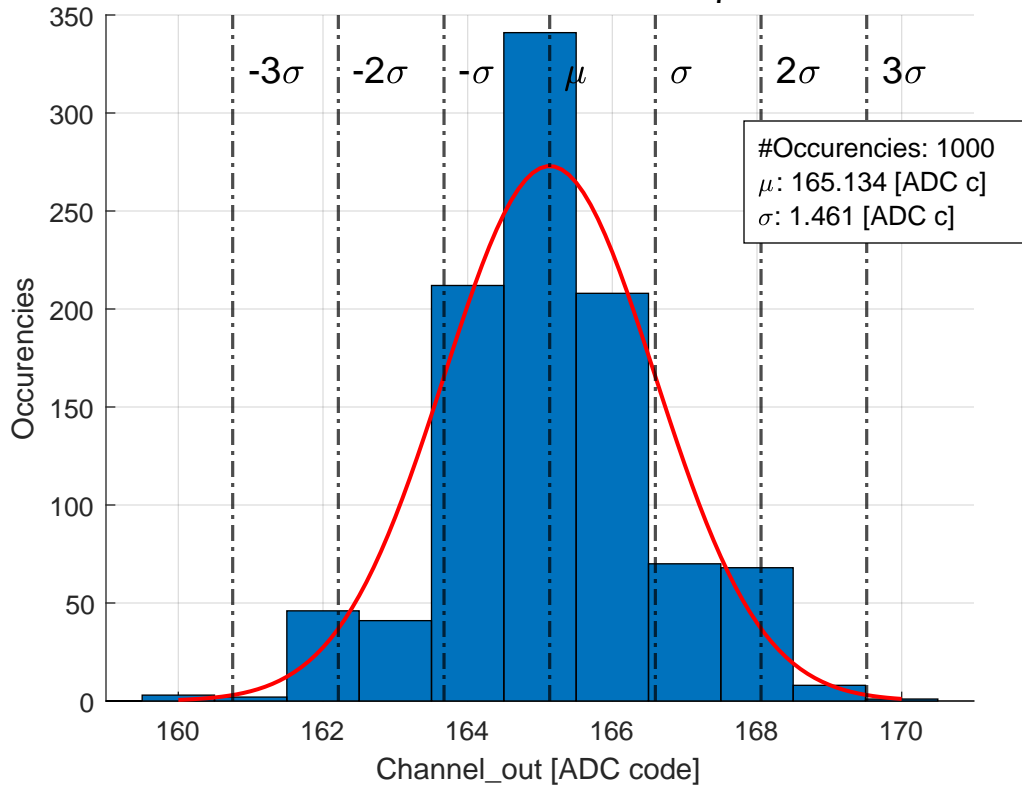 350
300
250
200
150
100
50
0
Occurencies
-3σ -2σ -σ μ σ 2σ 3σ
#Occurencies: 1000
μ: 165.134 [ADC c]
σ: 1.461 [ADC c]
160 162 164 166 168 170
Channel_out [ADC code]